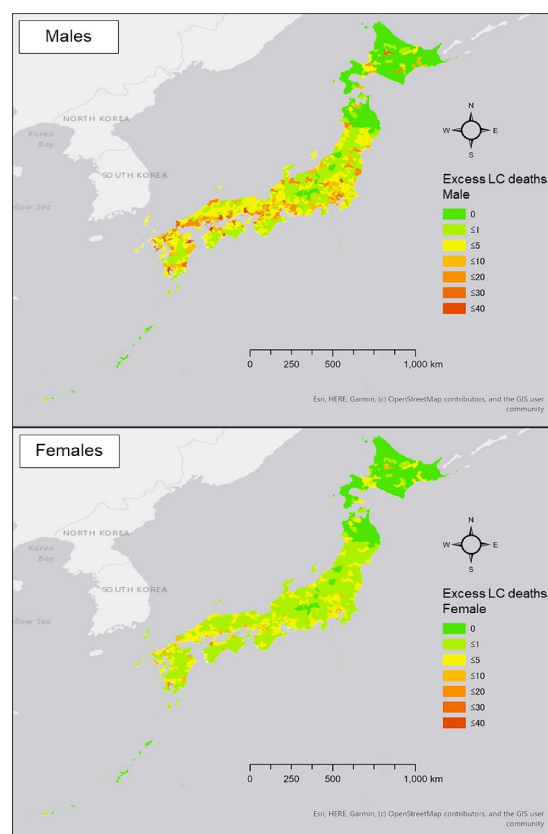 Males
N
W E
S
NORTH KOREA
Korea
Bay
SOUTH KOREA
llow Sea
Excess LC deaths
Male
0
≤1
≤5
≤10
≤20
≤30
≤40
0 250 500 1,000 km
Esri, HERE, Garmin, (c) OpenStreetMap contributors, and the GIS user
community
Females
N
W E
S
NORTH KOREA
Korea
Bay
SOUTH KOREA
llow Sea
Excess LC deaths
Female
0
≤1
≤5
≤10
≤20
≤30
≤40
0 250 500 1,000 km
Esri, HERE, Garmin, (c) OpenStreetMap contributors, and the GIS user
community